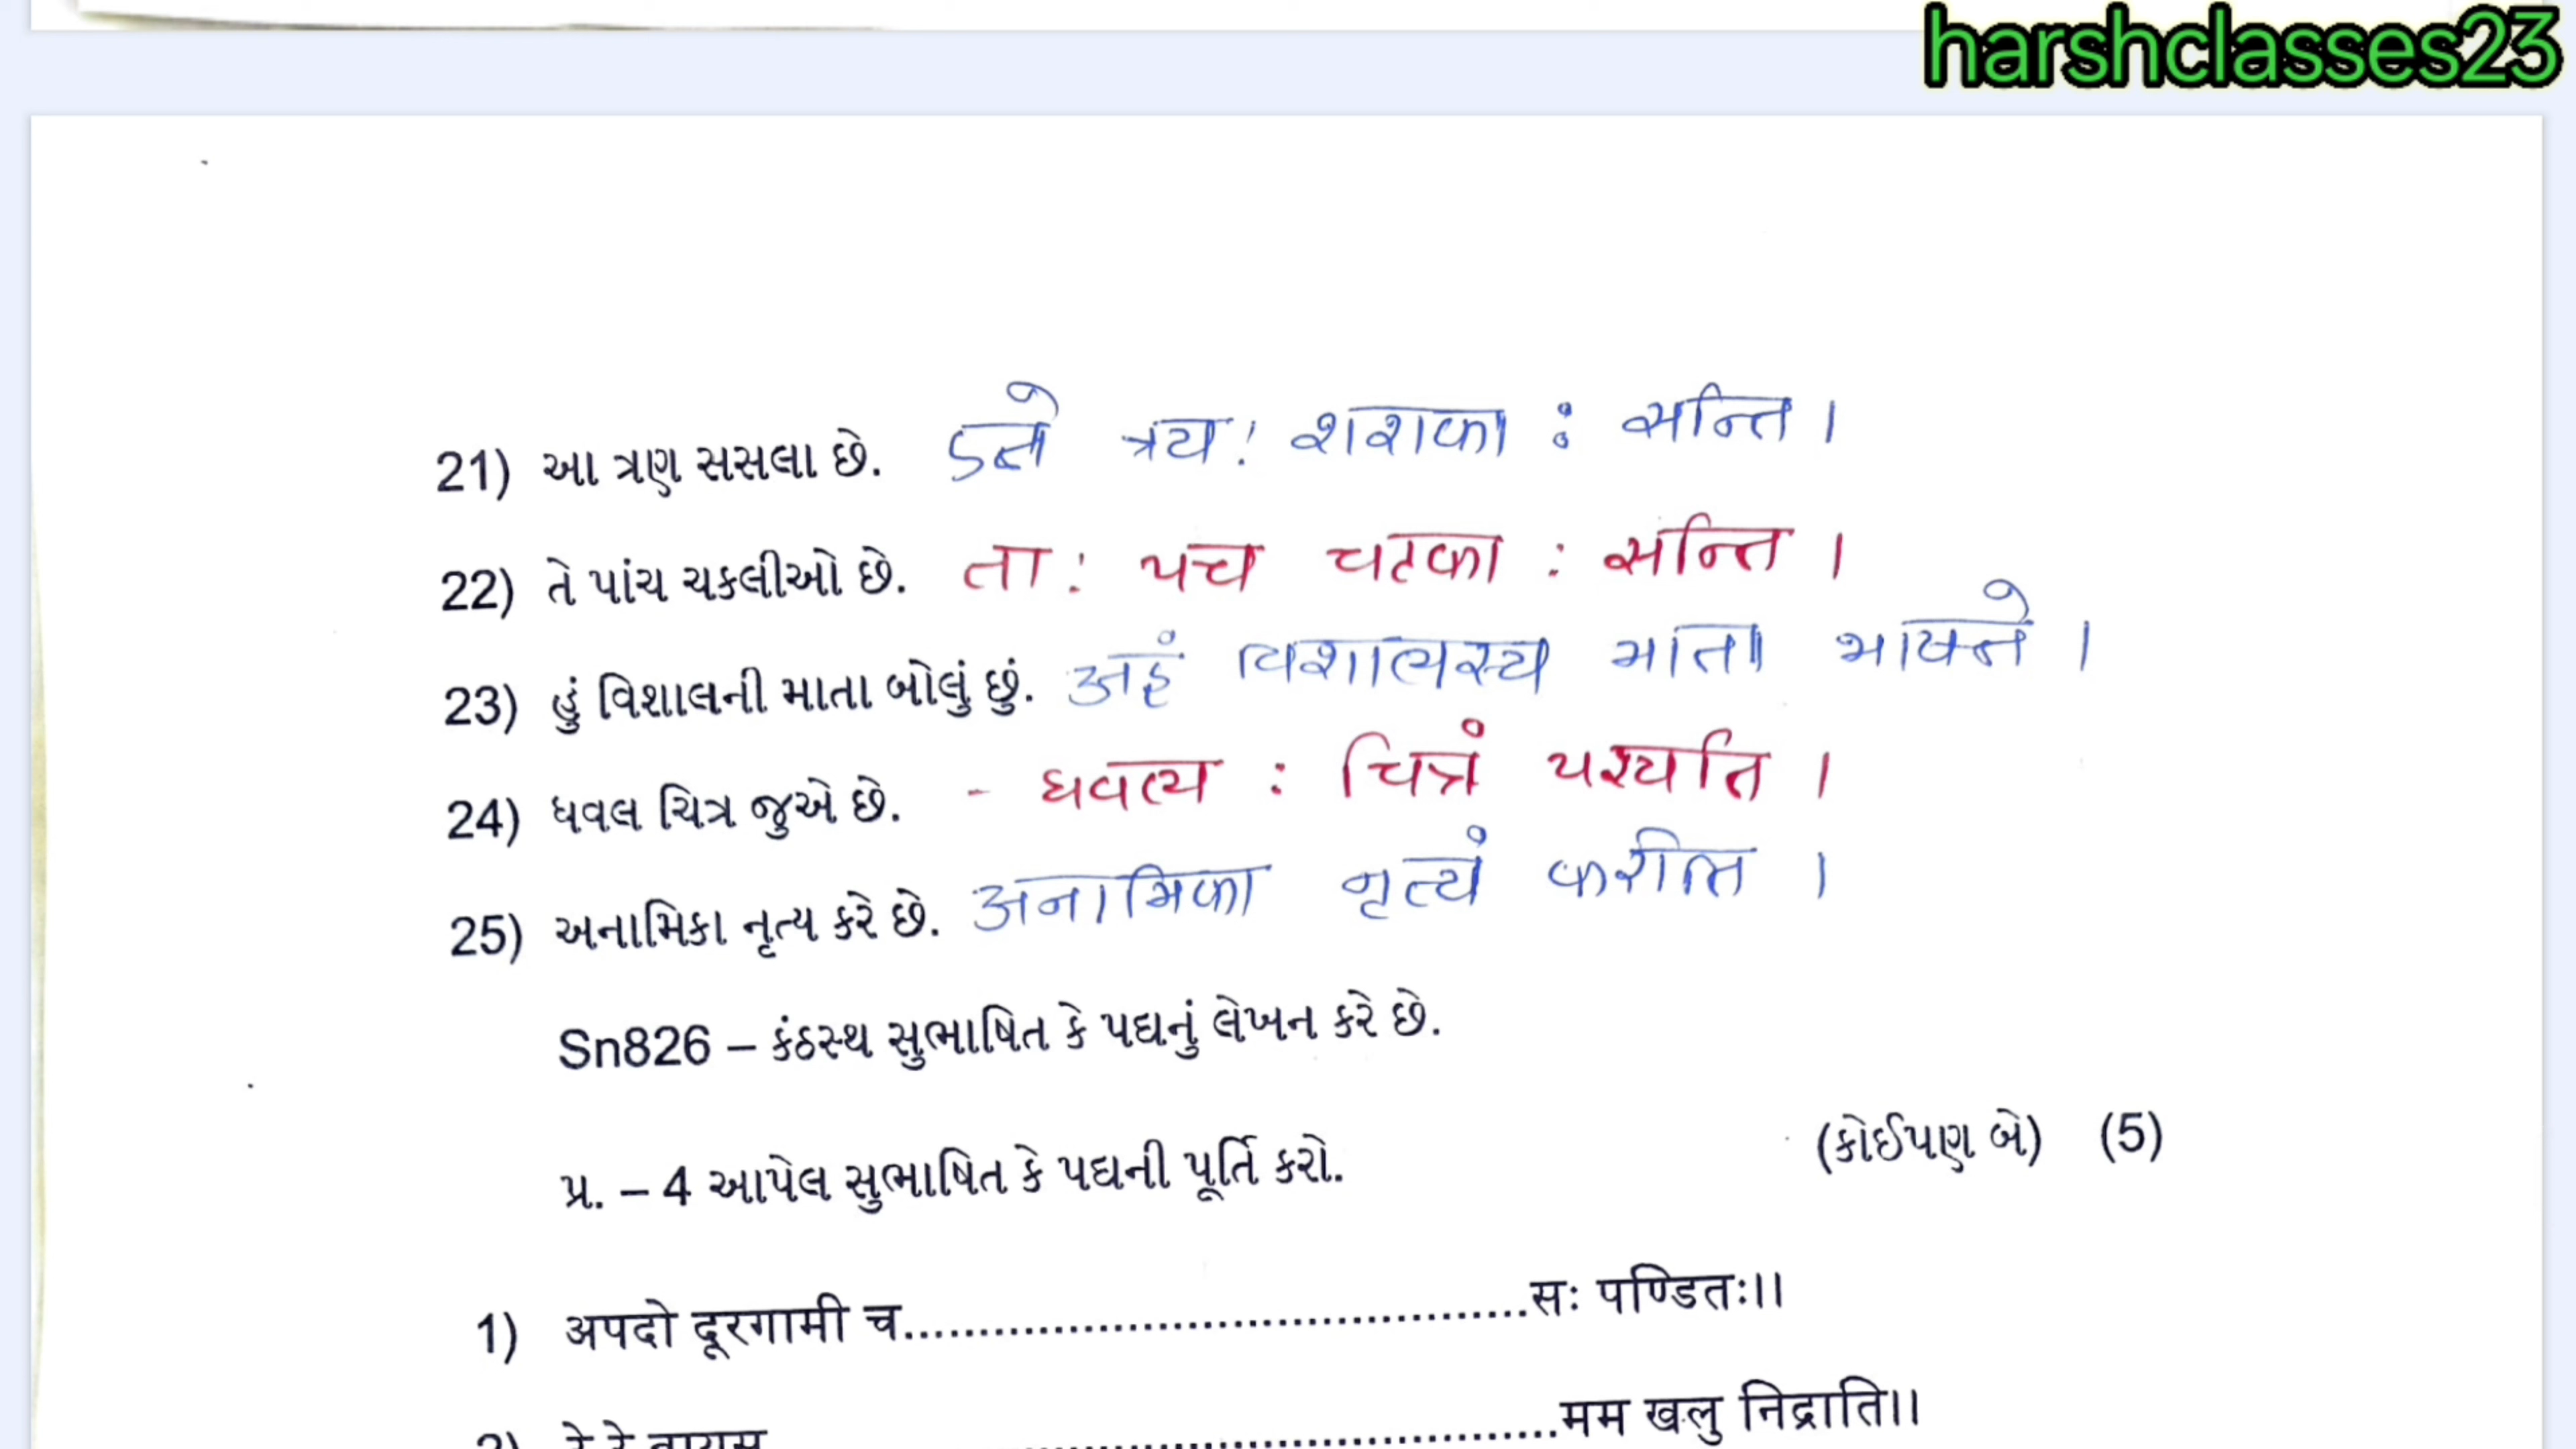 harshclasses23
21) આ ત્રણ સસલા છે. एते त्रयः शशकाः सन्ति ।
22) તે પાંચ ચકલીઓ છે. ताः पच चटकाः सन्ति ।
23) હું વિશાલની માતા બોલું છું. अहं विशालस्य माता
24) ધવલ ચિત્ર જુએ છે. - धवलः चित्रं पश्यति ।
25) અનામિકા નૃત્ય કરે છે. अनामिका नृत्यं करोति ।
Sn826 – કંઠસ્થ સુભાષિત કે પદ્યનું લેખન કરે છે.
પ્ર. – 4 આપેલ સુભાષિત કે પદ્યની પૂર્તિ કરો. (કોઈપણ બે) (5)
1) अपदो दूरगामी च..........................................सः पण्डितः।।
..........................................मम खलु निद्राति।।